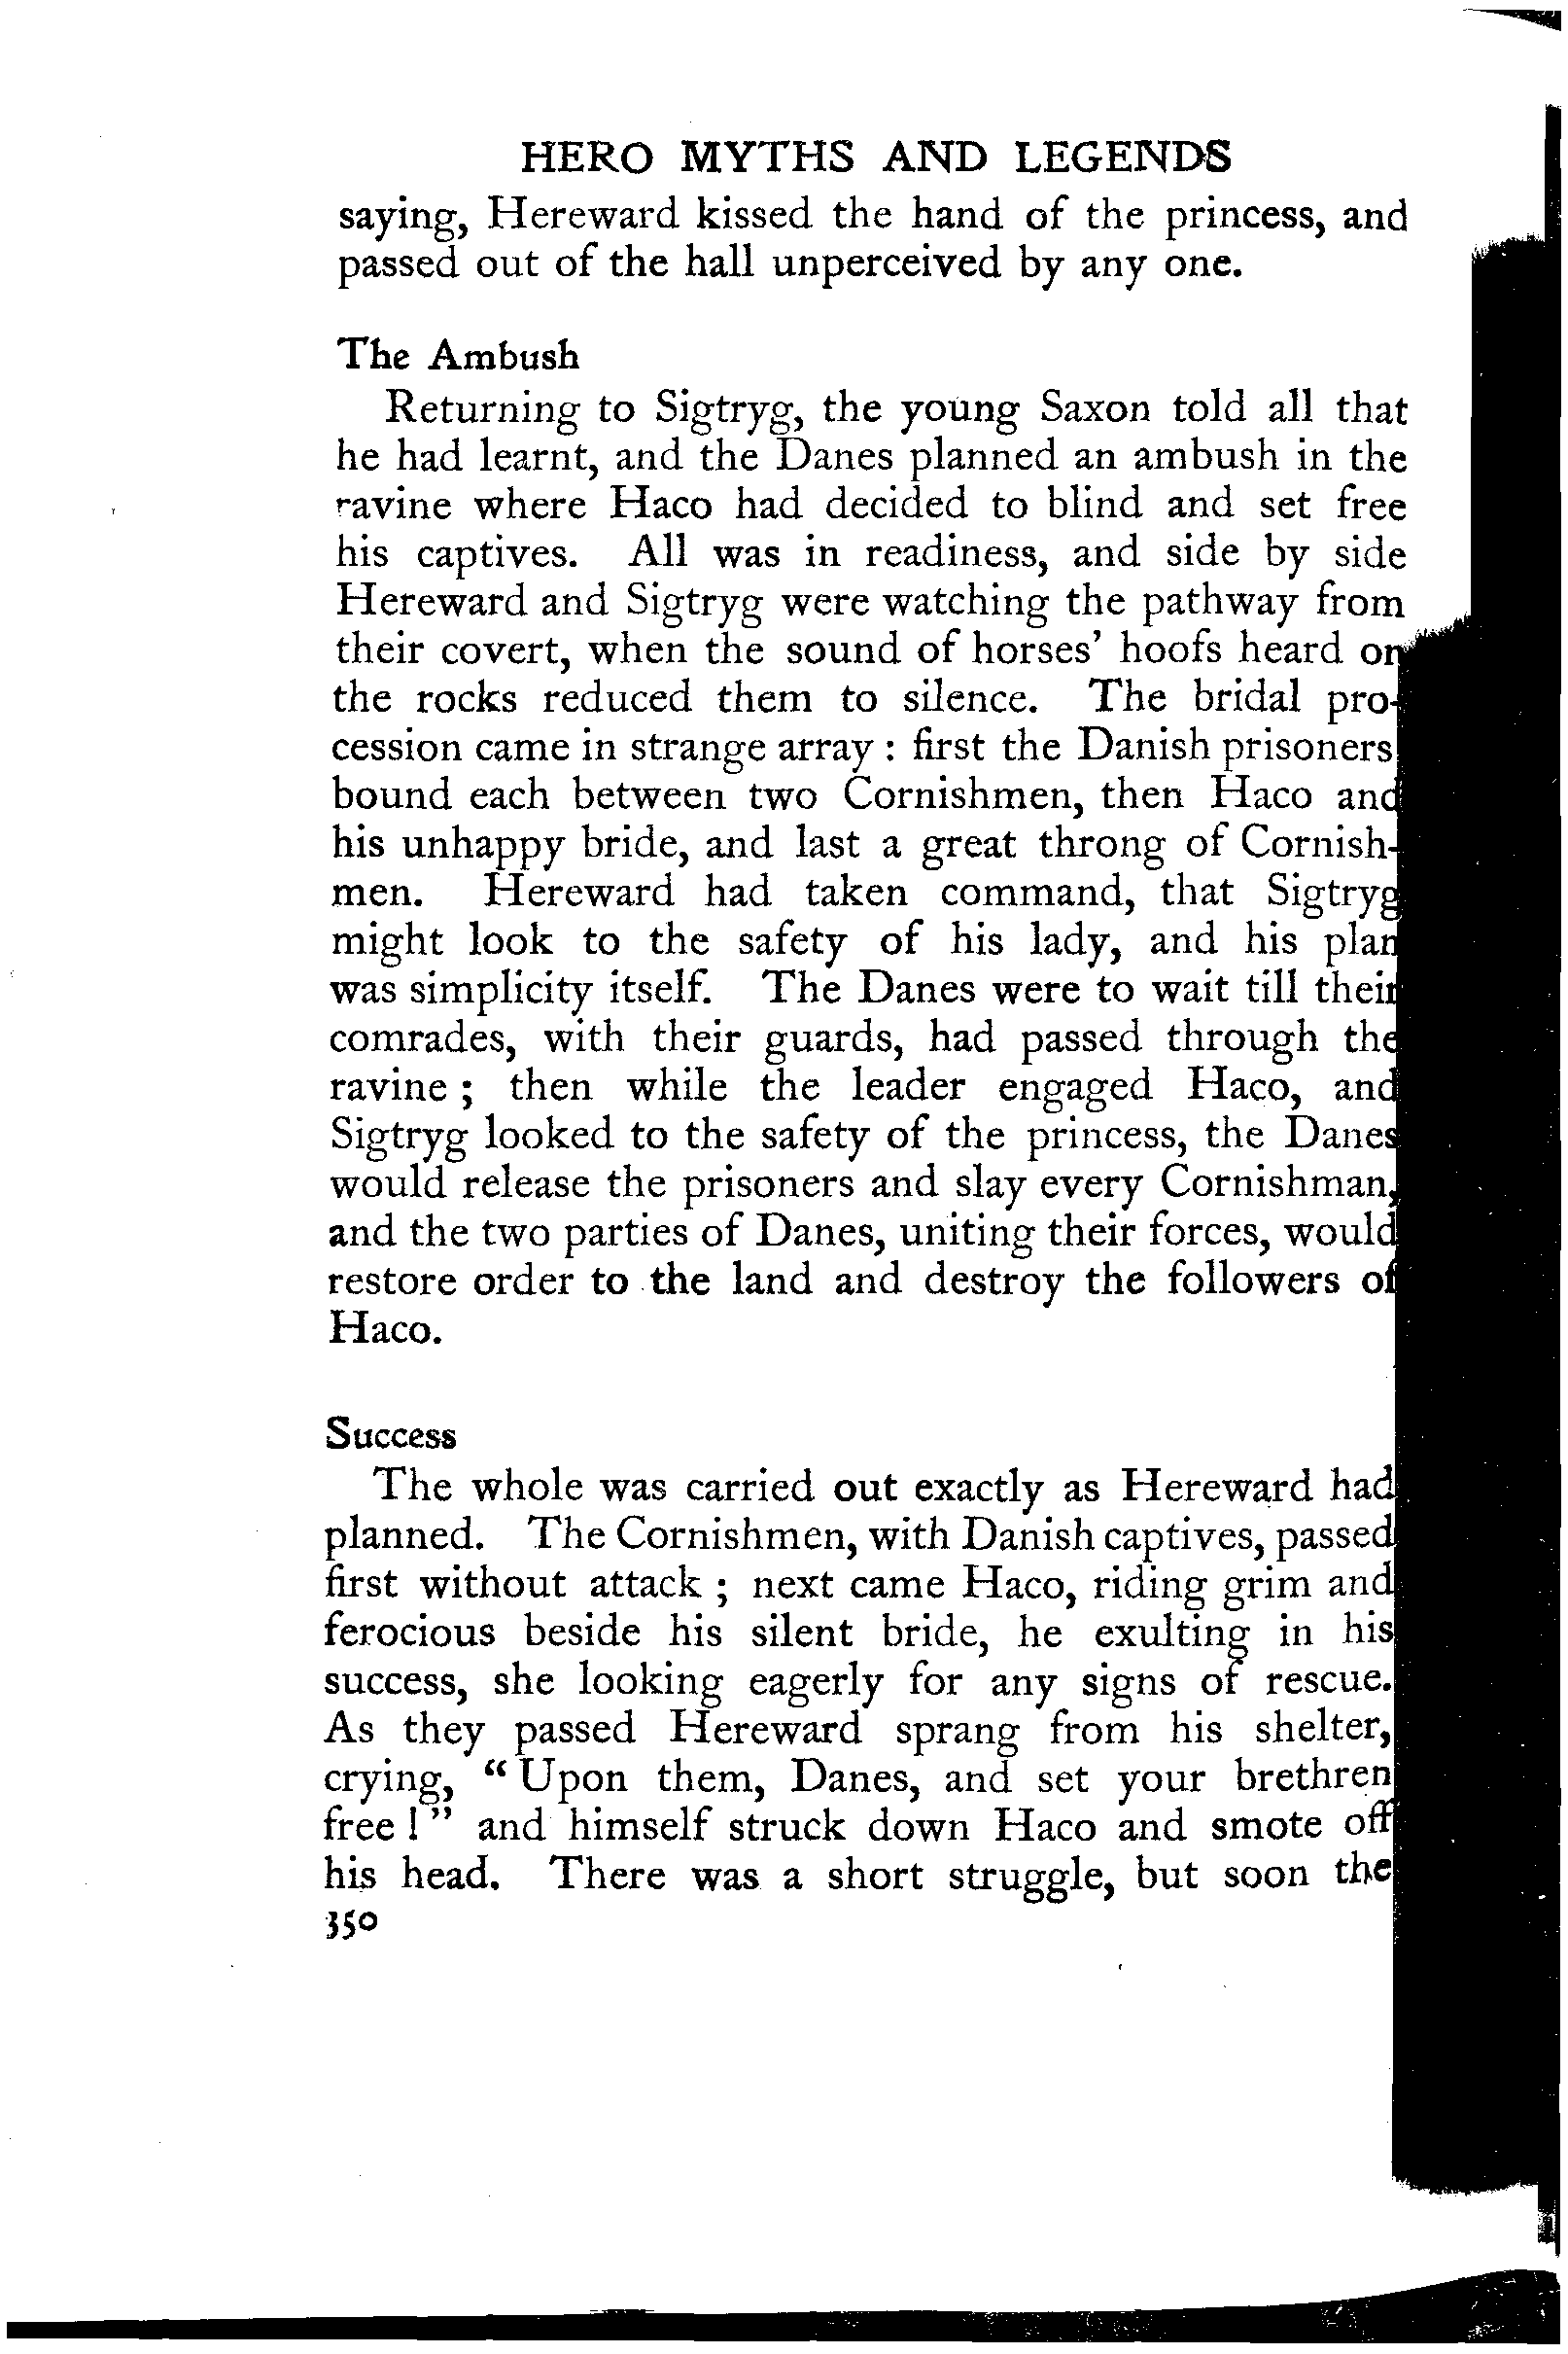 HERO MYTHS AND LEGENDS
saying, Hereward kissed the hand of the princess, and
passed out of the hall unperceived by any one.
The Ambush
Returning to Sigtryg, the young Saxon told all that
he had learnt, and the Danes planned an ambush in the
ravine where Haco had decided to blind and set free
his captives. All was in readiness, and side by side
Hereward and Sigtryg were watching the pathway from
their covert, when the sound of horses' hoofs heard on
the rocks reduced them to silence. The bridal pro-
cession came in strange array : first the Danish prisoners
bound each between two Cornishmen, then Haco and
his unhappy bride, and last a great throng of Cornish-
men. Hereward had taken command, that Sigtryg
might look to the safety of his lady, and his plan
was simplicity itself. The Danes were to wait till their
comrades, with their guards, had passed through the
ravine ; then while the leader engaged Haco, and
Sigtryg looked to the safety of the princess, the Danes
would release the prisoners and slay every Cornishman,
and the two parties of Danes, uniting their forces, would
restore order to the land and destroy the followers of
Haco.
Success
The whole was carried out exactly as Hereward had
planned. The Cornishmen, with Danish captives, passed
first without attack ; next came Haco, riding grim and
ferocious beside his silent bride, he exulting in his
success, she looking eagerly for any signs of rescue.
As they passed Hereward sprang from his shelter,
crying, “Upon them, Danes, and set your brethren
free !” and himself struck down Haco and smote off
his head. There was a short struggle, but soon the
350